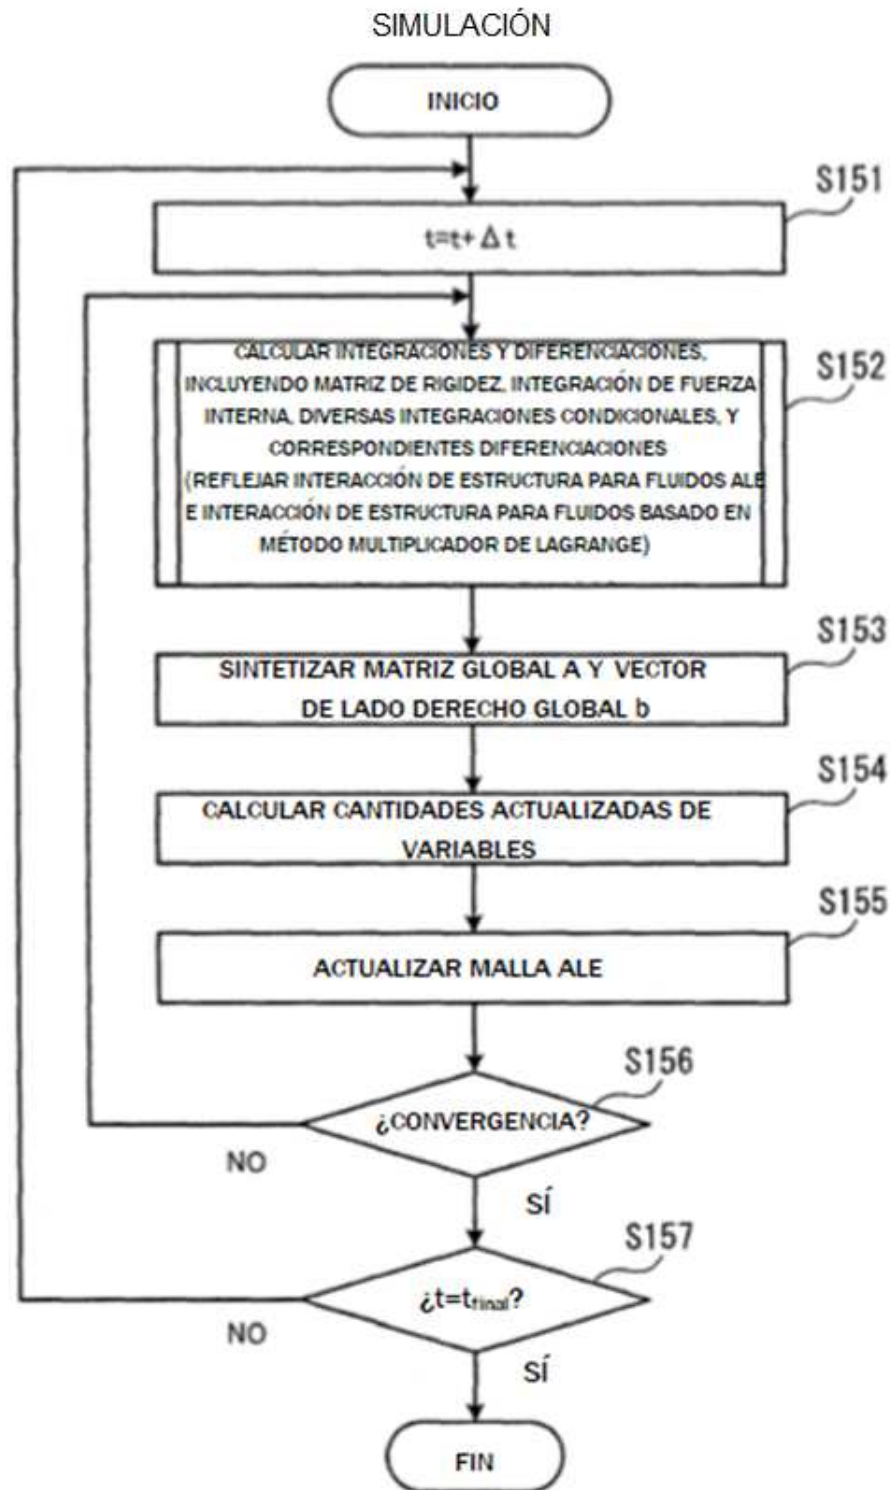 SIMULACIÓN
INICIO
S151
t=t+Δt
S152
CALCULAR INTEGRACIONES Y DIFERENCIACIONES,
INCLUYENDO MATRIZ DE RIGIDEZ, INTEGRACIÓN DE FUERZA
INTERNA, DIVERSAS INTEGRACIONES CONDICIONALES, Y
CORRESPONDIENTES DIFERENCIACIONES
(REFLEJAR INTERACCIÓN DE ESTRUCTURA PARA FLUIDOS ALE
E INTERACCIÓN DE ESTRUCTURA PARA FLUIDOS BASADO EN
MÉTODO MULTIPLICADOR DE LAGRANGE)
S153
SINTETIZAR MATRIZ GLOBAL A Y VECTOR
DE LADO DERECHO GLOBAL b
S154
CALCULAR CANTIDADES ACTUALIZADAS DE
VARIABLES
S155
ACTUALIZAR MALLA ALE
S156
¿CONVERGENCIA?
NO
SÍ
S157
¿t=tfinal?
NO
SÍ
FIN